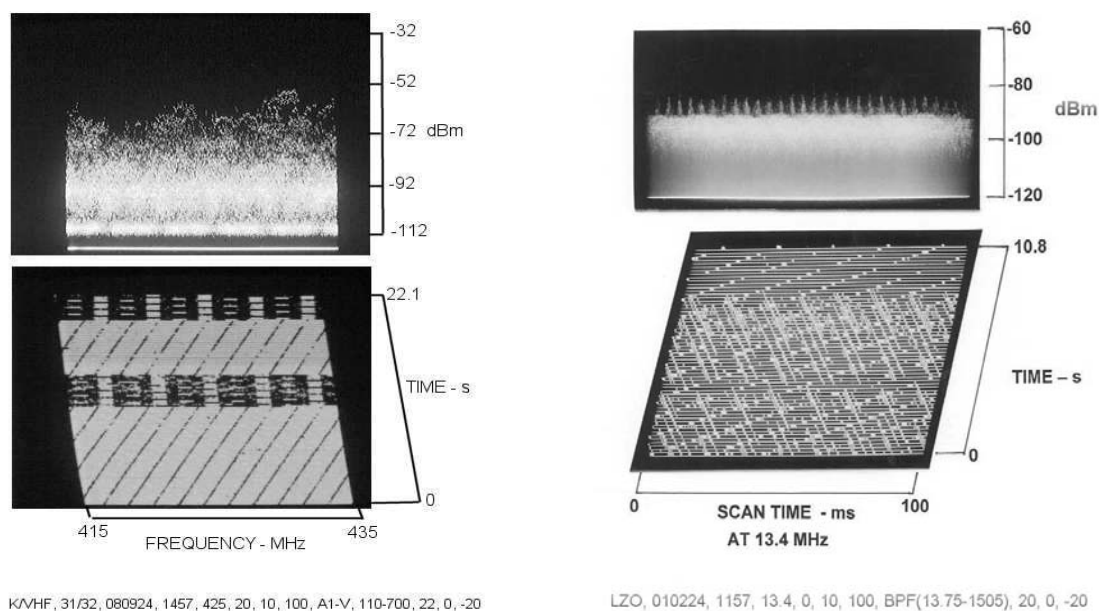 -32
-52
-72 dBm
-92
-112
22.1
TIME - s
0
415
435
FREQUENCY - MHz
K/VHF, 31/32, 080924, 1457, 425, 20, 10, 100, A1-V, 110-700, 22, 0, -20
-60
-80
dBm
-100
-120
10.8
TIME – s
0
0
100
SCAN TIME - ms
AT 13.4 MHz
LZO, 010224, 1157, 13.4, 0, 10, 100, BPF(13.75-1505), 20, 0, -20